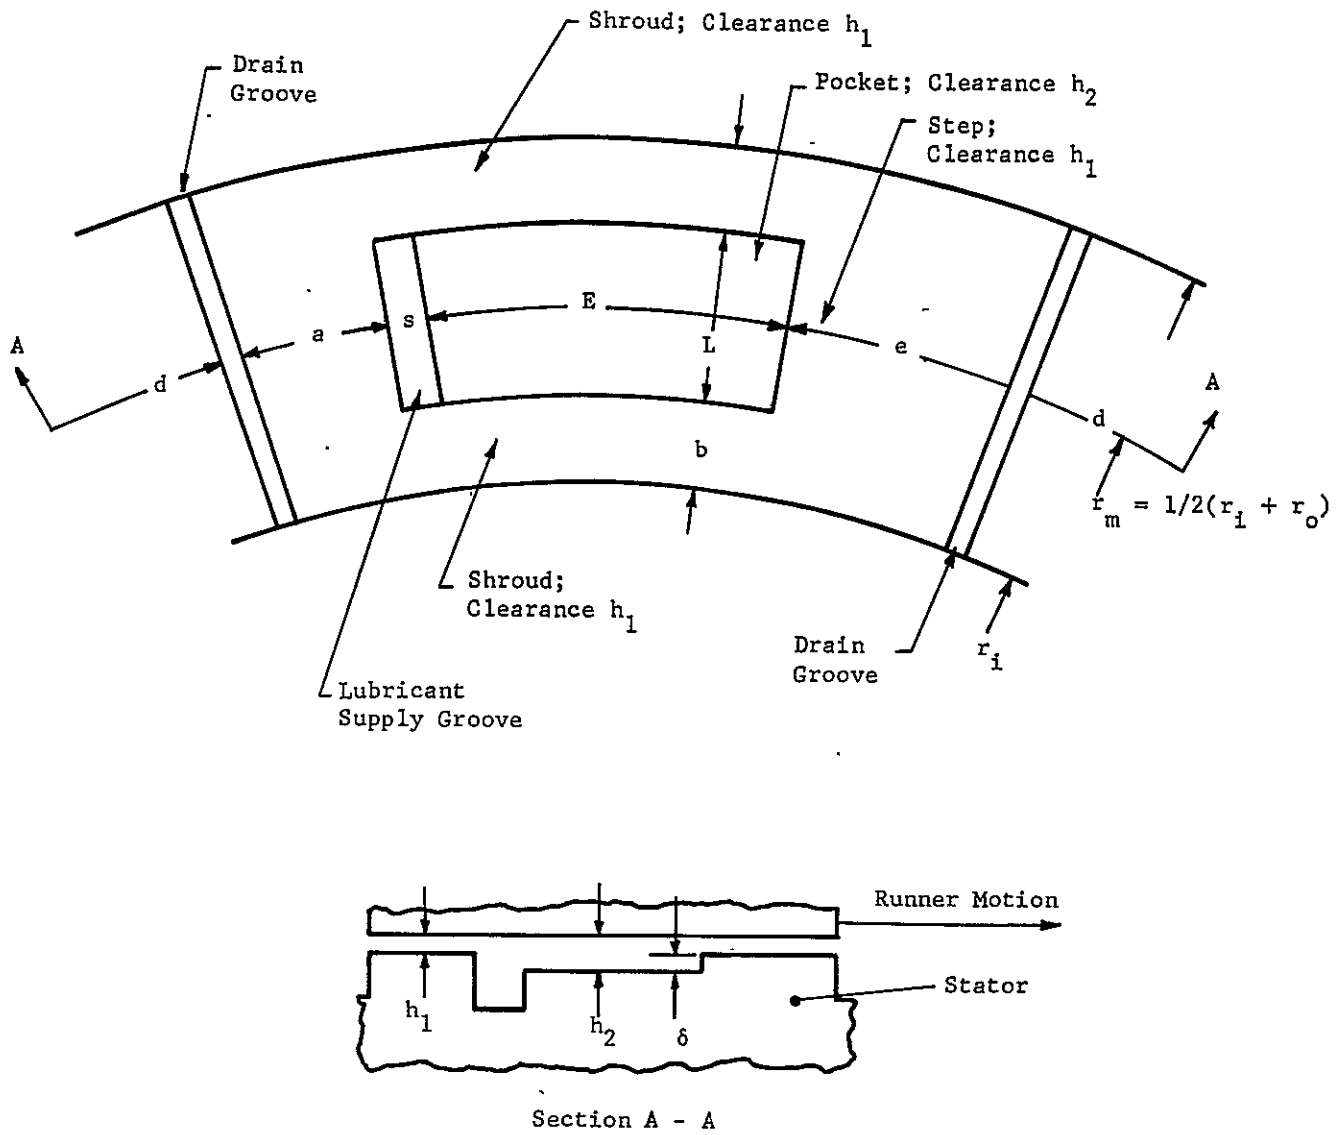 Shroud; Clearance h1
Drain
Groove
Pocket; Clearance h2
Step;
Clearance h1
A
d
a
s
E
L
e
A
d
b
rm = 1/2(ri + ro)
Shroud;
Clearance h1
Drain
Groove
ri
Lubricant
Supply Groove
Runner Motion
h1
h2
δ
Stator
Section A - A